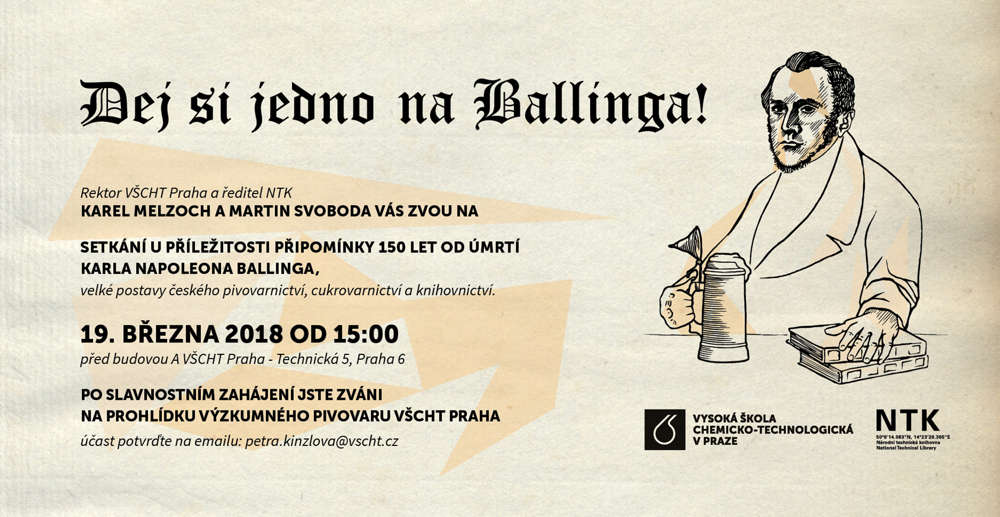 Dej si jedno na Ballinga!
Rektor VŠCHT Praha a ředitel NTK
KAREL MELZOCH A MARTIN SVOBODA VÁS ZVOU NA
SETKÁNÍ U PŘÍLEŽITOSTI PŘIPOMÍNKY 150 LET OD ÚMRTÍ
KARLA NAPOLEONA BALLINGA,
velké postavy českého pivovarnictví, cukrovarnictví a knihovnictví.
19. BŘEZNA 2018 OD 15:00
před budovou A VŠCHT Praha - Technická 5, Praha 6
PO SLAVNOSTNÍM ZAHÁJENÍ JSTE ZVÁNI
NA PROHLÍDKU VÝZKUMNÉHO PIVOVARU VŠCHT PRAHA
účast potvrďte na emailu: petra.kinzlova@vscht.cz
VYSOKÁ ŠKOLA
CHEMICKO-TECHNOLOGICKÁ
V PRAZE
NTK
50°6'14.083"N, 14°23'26.365"E
Národní technická knihovna
National Technical Library